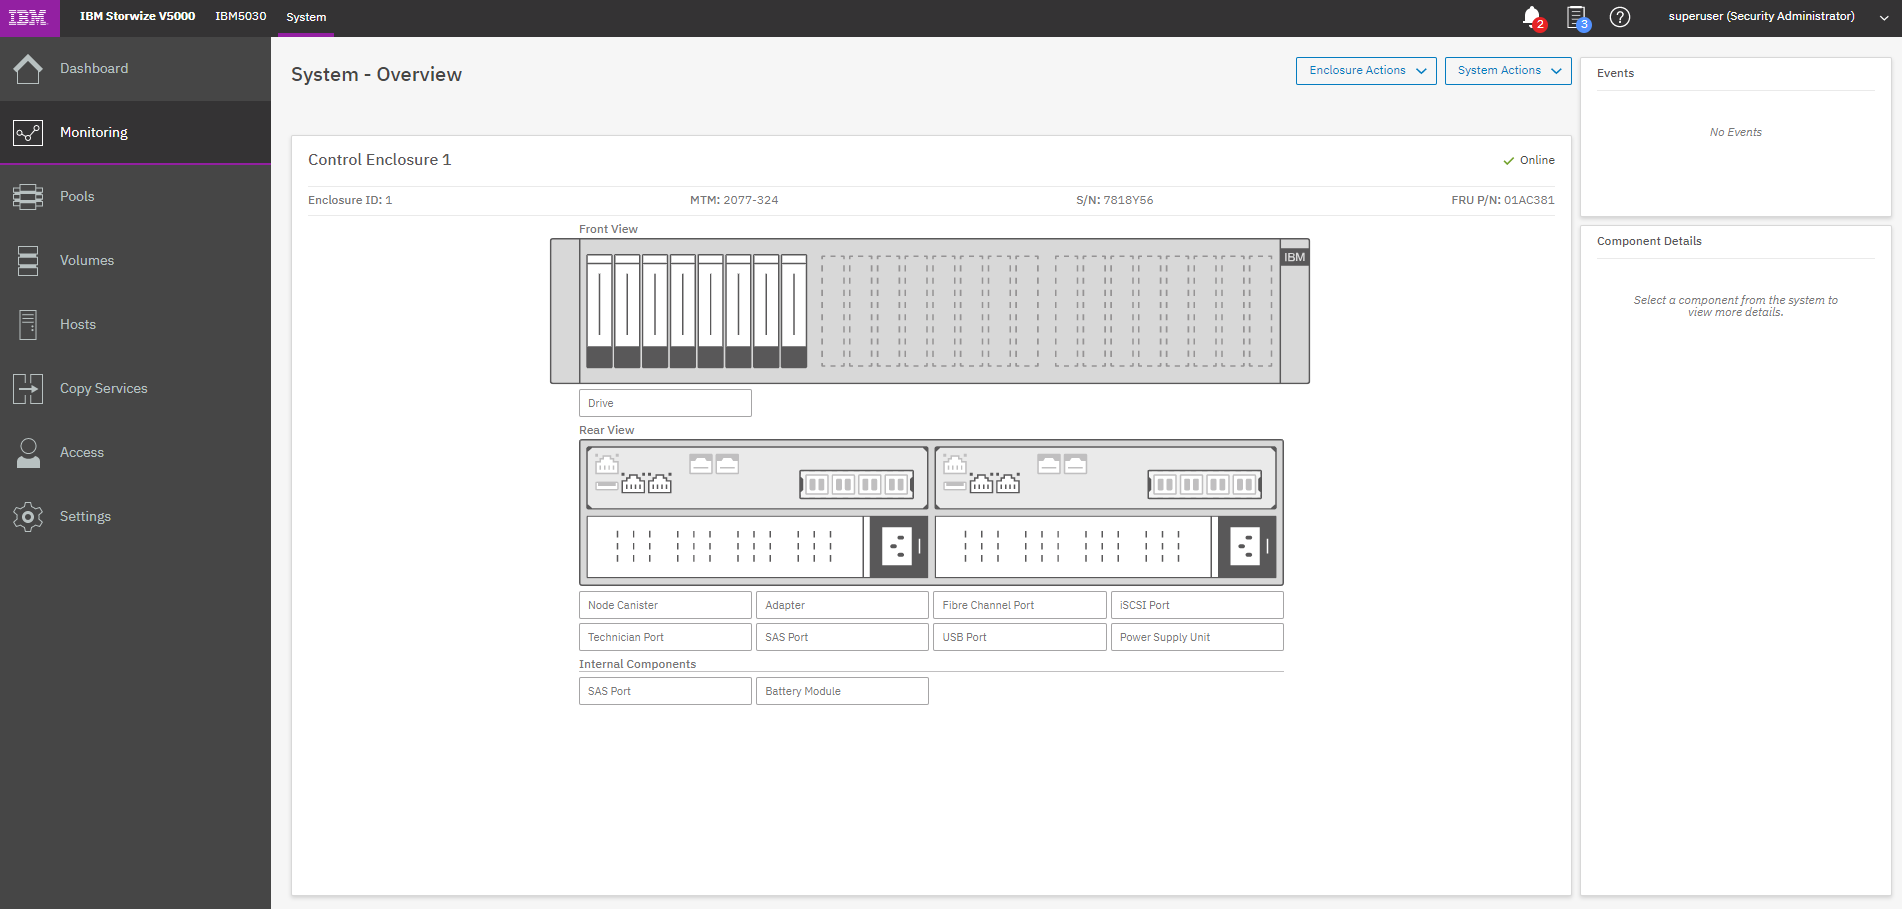 IBM
IBM Storwize V5000
IBM5030
System
2
3
?
superuser (Security Administrator)
Dashboard
Monitoring
Pools
Volumes
Hosts
Copy Services
Access
Settings
System - Overview
Enclosure Actions
System Actions
Control Enclosure 1
Online
Enclosure ID: 1
MTM: 2077-324
S/N: 7818Y56
FRU P/N: 01AC381
Front View
IBM
Drive
Rear View
Node Canister
Adapter
Fibre Channel Port
iSCSI Port
Technician Port
SAS Port
USB Port
Power Supply Unit
Internal Components
SAS Port
Battery Module
Events
No Events
Component Details
Select a component from the system to
view more details.